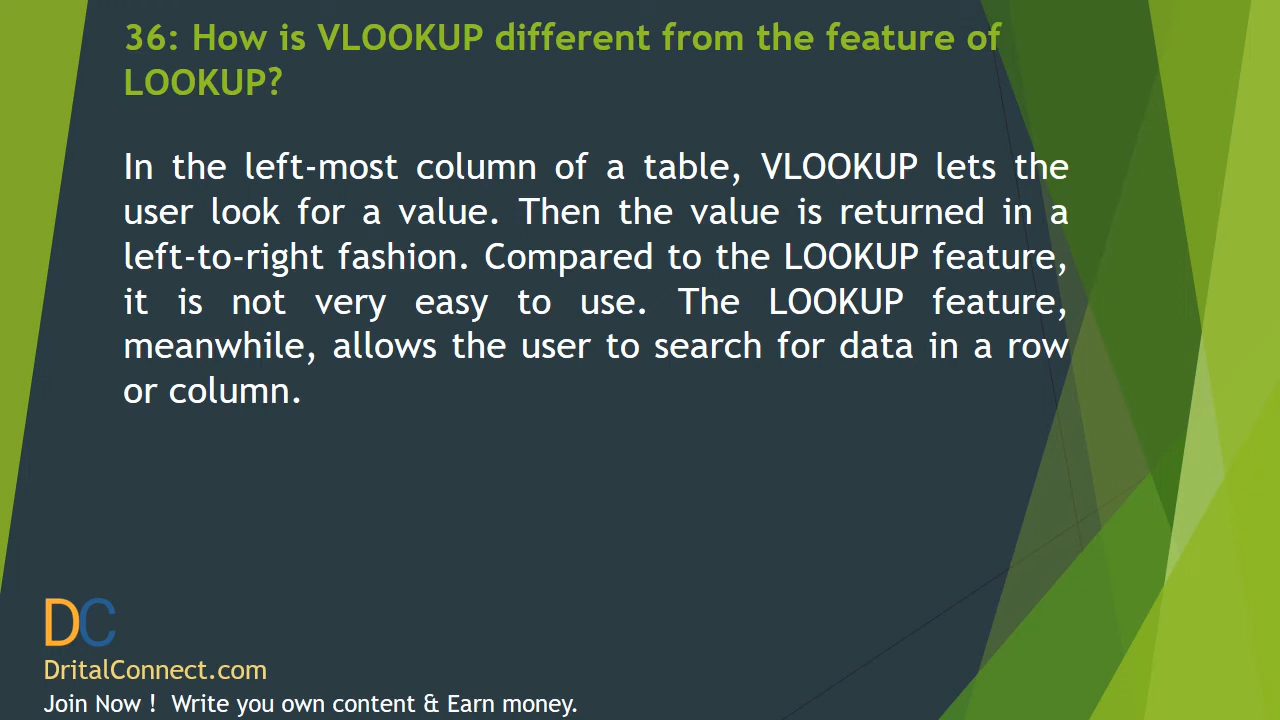 36: How is VLOOKUP different from the feature of
LOOKUP?
In the left-most column of a table, VLOOKUP lets the
user look for a value. Then the value is returned in a
left-to-right fashion. Compared to the LOOKUP feature,
it is not very easy to use. The LOOKUP feature,
meanwhile, allows the user to search for data in a row
or column.
DC
DritalConnect.com
Join Now ! Write you own content & Earn money.